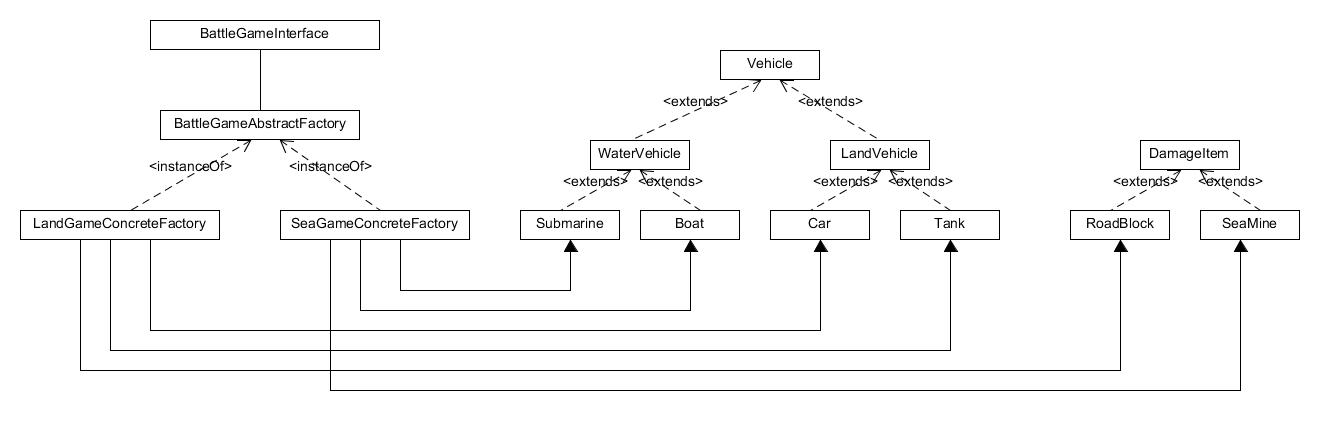 BattleGameInterface
Vehicle
<extends>
<extends>
BattleGameAbstractFactory
WaterVehicle
LandVehicle
DamageItem
<instanceOf>
<instanceOf>
<extends>
<extends>
<extends>
<extends>
<extends>
<extends>
LandGameConcreteFactory
SeaGameConcreteFactory
Submarine
Boat
Car
Tank
RoadBlock
SeaMine